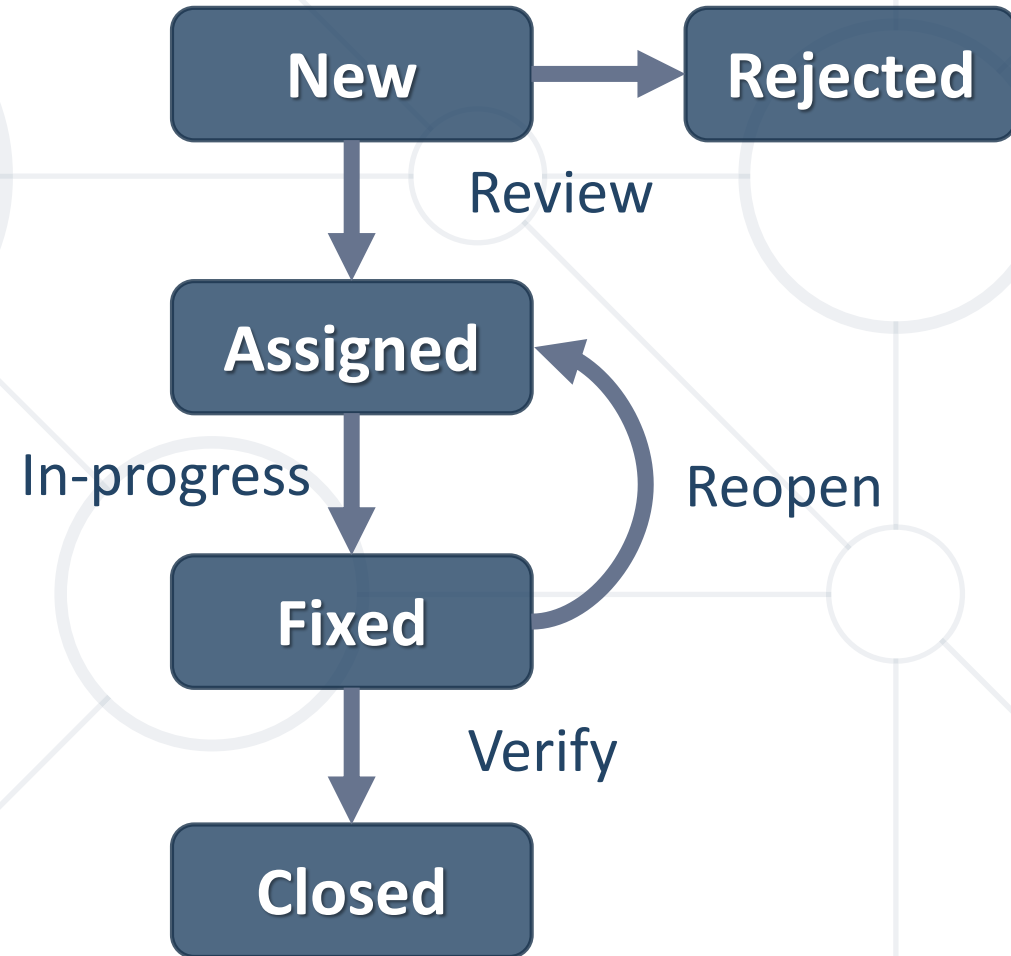 New
Rejected
Review
Assigned
In-progress
Reopen
Fixed
Verify
Closed